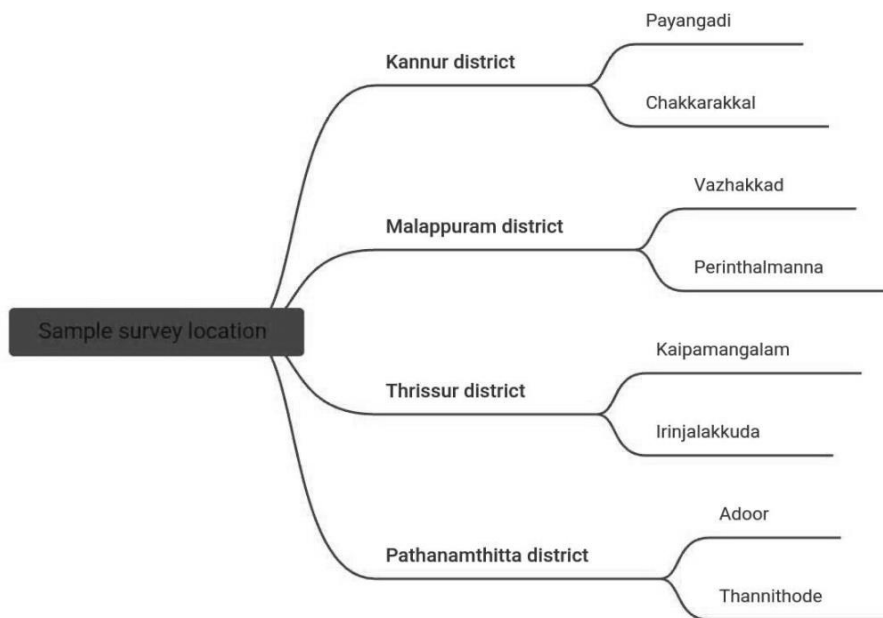 Sample survey location
Kannur district
Payangadi
Chakkarakkal
Malappuram district
Vazhakkad
Perinthalmanna
Thrissur district
Kaipamangalam
Irinjalakkuda
Pathanamthitta district
Adoor
Thannithode